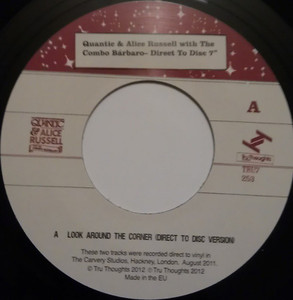 Quantic & Alice Russell with The
Combo Bárbaro– Direct To Disc 7"
A
QUANTIC
& ALICE
RUSSELL
Tru Thoughts
TRUV
A LOOK AROUND THE CORNER (DIRECT TO DISC VERSION)
These two tracks were recorded direct to vinyl in
The Carvery Studios, Hackney, London. August 2011.
© Tru Thoughts 2012 ℗ Tru Thoughts 2012
Made in the EU